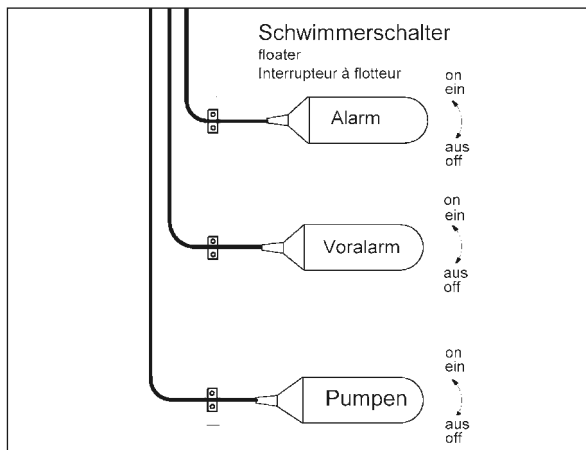 Schwimmerschalter
floater
Interrupteur à flotteur
on
ein
Alarm
aus
off
on
ein
Voralarm
aus
off
on
ein
Pumpen
aus
off